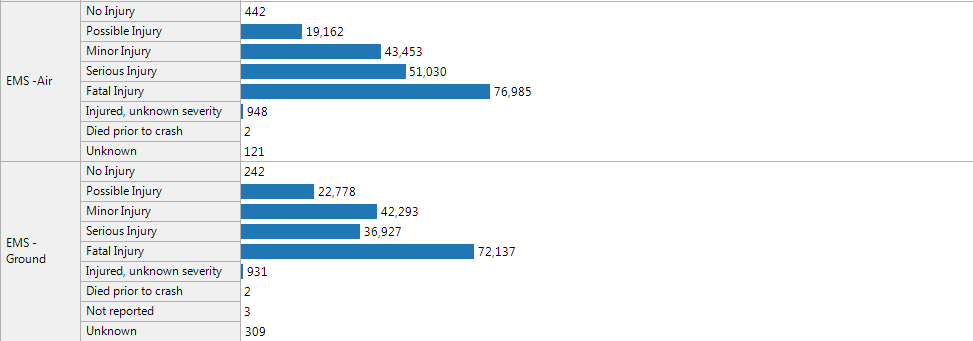 EMS -Air
No Injury 442
Possible Injury 19,162
Minor Injury 43,453
Serious Injury 51,030
Fatal Injury 76,985
Injured, unknown severity 948
Died prior to crash 2
Unknown 121
EMS -
Ground
No Injury 242
Possible Injury 22,778
Minor Injury 42,293
Serious Injury 36,927
Fatal Injury 72,137
Injured, unknown severity 931
Died prior to crash 2
Not reported 3
Unknown 309